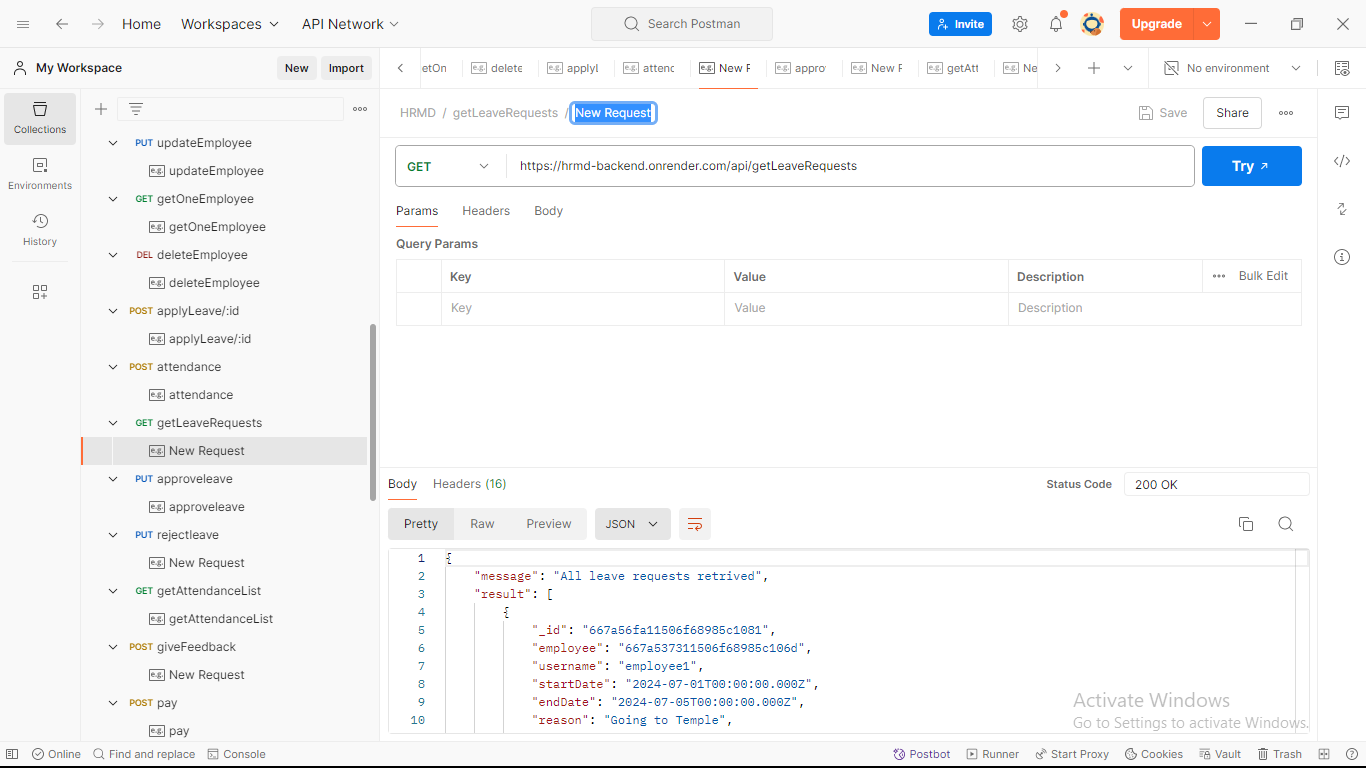 Home Workspaces API Network Search Postman Invite Upgrade
My Workspace New Import
etOn e.g. delete e.g. applyl e.g. attenc e.g. New F e.g. appro e.g. New F e.g. getAtt e.g. Ne No environment
Collections
Environments
History
PUT updateEmployee
e.g. updateEmployee
GET getOneEmployee
e.g. getOneEmployee
DEL deleteEmployee
e.g. deleteEmployee
POST applyLeave/:id
e.g. applyLeave/:id
POST attendance
e.g. attendance
GET getLeaveRequests
e.g. New Request
PUT approveleave
e.g. approveleave
PUT rejectleave
e.g. New Request
GET getAttendanceList
e.g. getAttendanceList
POST giveFeedback
e.g. New Request
POST pay
e.g. pay
HRMD / getLeaveRequests / New Request Save Share
GET https://hrmd-backend.onrender.com/api/getLeaveRequests Try
Params Headers Body
Query Params
Key Value Description Bulk Edit
Key Value Description
Body Headers (16) Status Code 200 OK
Pretty Raw Preview JSON
1 {
2 "message": "All leave requests retrived",
3 "result": [
4 {
5 "_id": "667a56fa11506f68985c1081",
6 "employee": "667a537311506f68985c106d",
7 "username": "employee1",
8 "startDate": "2024-07-01T00:00:00.000Z",
9 "endDate": "2024-07-05T00:00:00.000Z",
10 "reason": "Going to Temple",
Activate Windows
Go to Settings to activate Windows.
Online Find and replace Console Postbot Runner Start Proxy Cookies Vault Trash